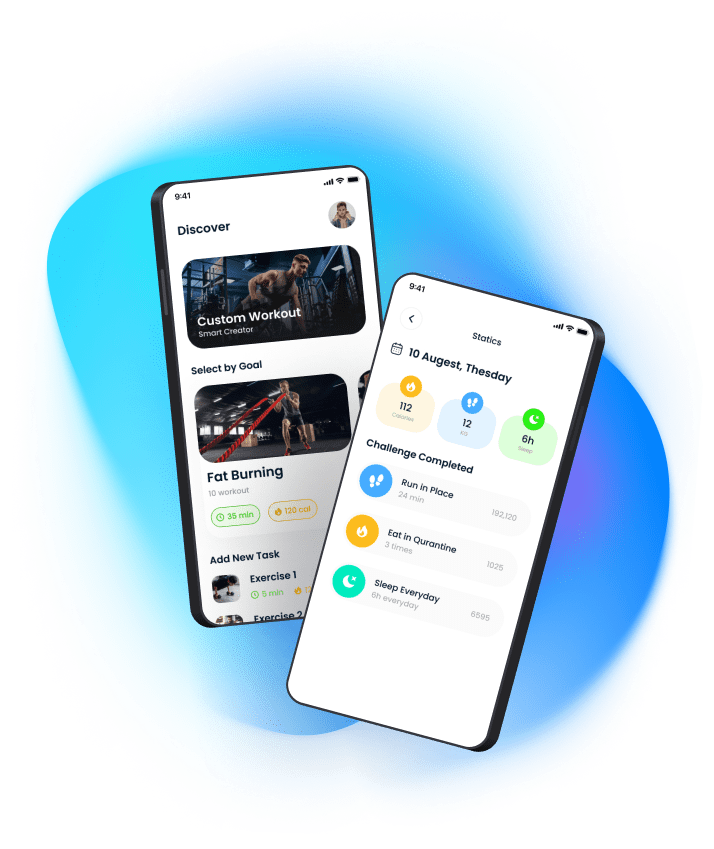 9:41
Discover
Custom Workout
Smart Creator
Select by Goal
Fat Burning
10 workout
35 min
120 cal
Add New Task
Exercise 1
5 min
Exercise 2
9:41
Statics
10 Augest, Thesday
112
Calories
12
6h
Sleep
Challenge Completed
Run in Place
24 min
192,120
Eat in Qurantine
3 times
1025
Sleep Everyday
6h everyday
6595